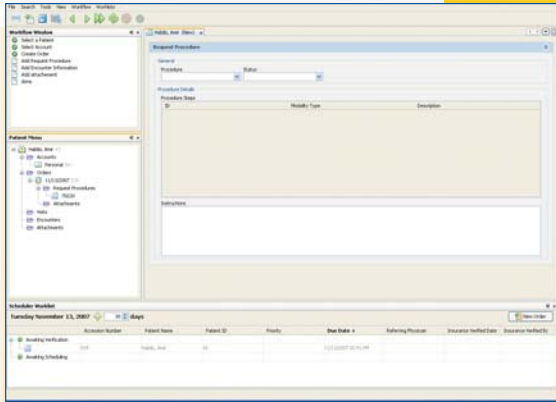 File Search Tools View Workflow Worklists
Workflow Window
Select a Patient
Select Account
Create Order
Add Request Procedure
Add Encounter Information
Add attachement
done
Patient Menu
Accounts
Personal
Orders
11/13/2007
Request Procedures
Attachments
Visits
Encounters
Attachments
Request Procedure
General
Procedure Status
Procedure Details
Procedure Steps
ID Modality Type Description
Instructions
Scheduler Worklist
Tuesday November 13, 2007 days New Order
Accession Number Patient Name Patient ID Priority Due Date Referring Physician Insurance Verified Date Insurance Verified By
Awaiting Verification
Awaiting Scheduling